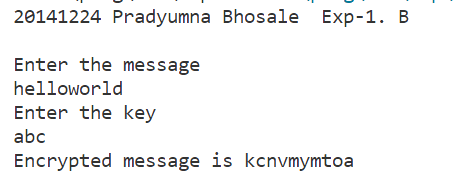 20141224 Pradyumna Bhosale  Exp-1. B
Enter the message
helloworld
Enter the key
abc
Encrypted message is kcnvmymtoa